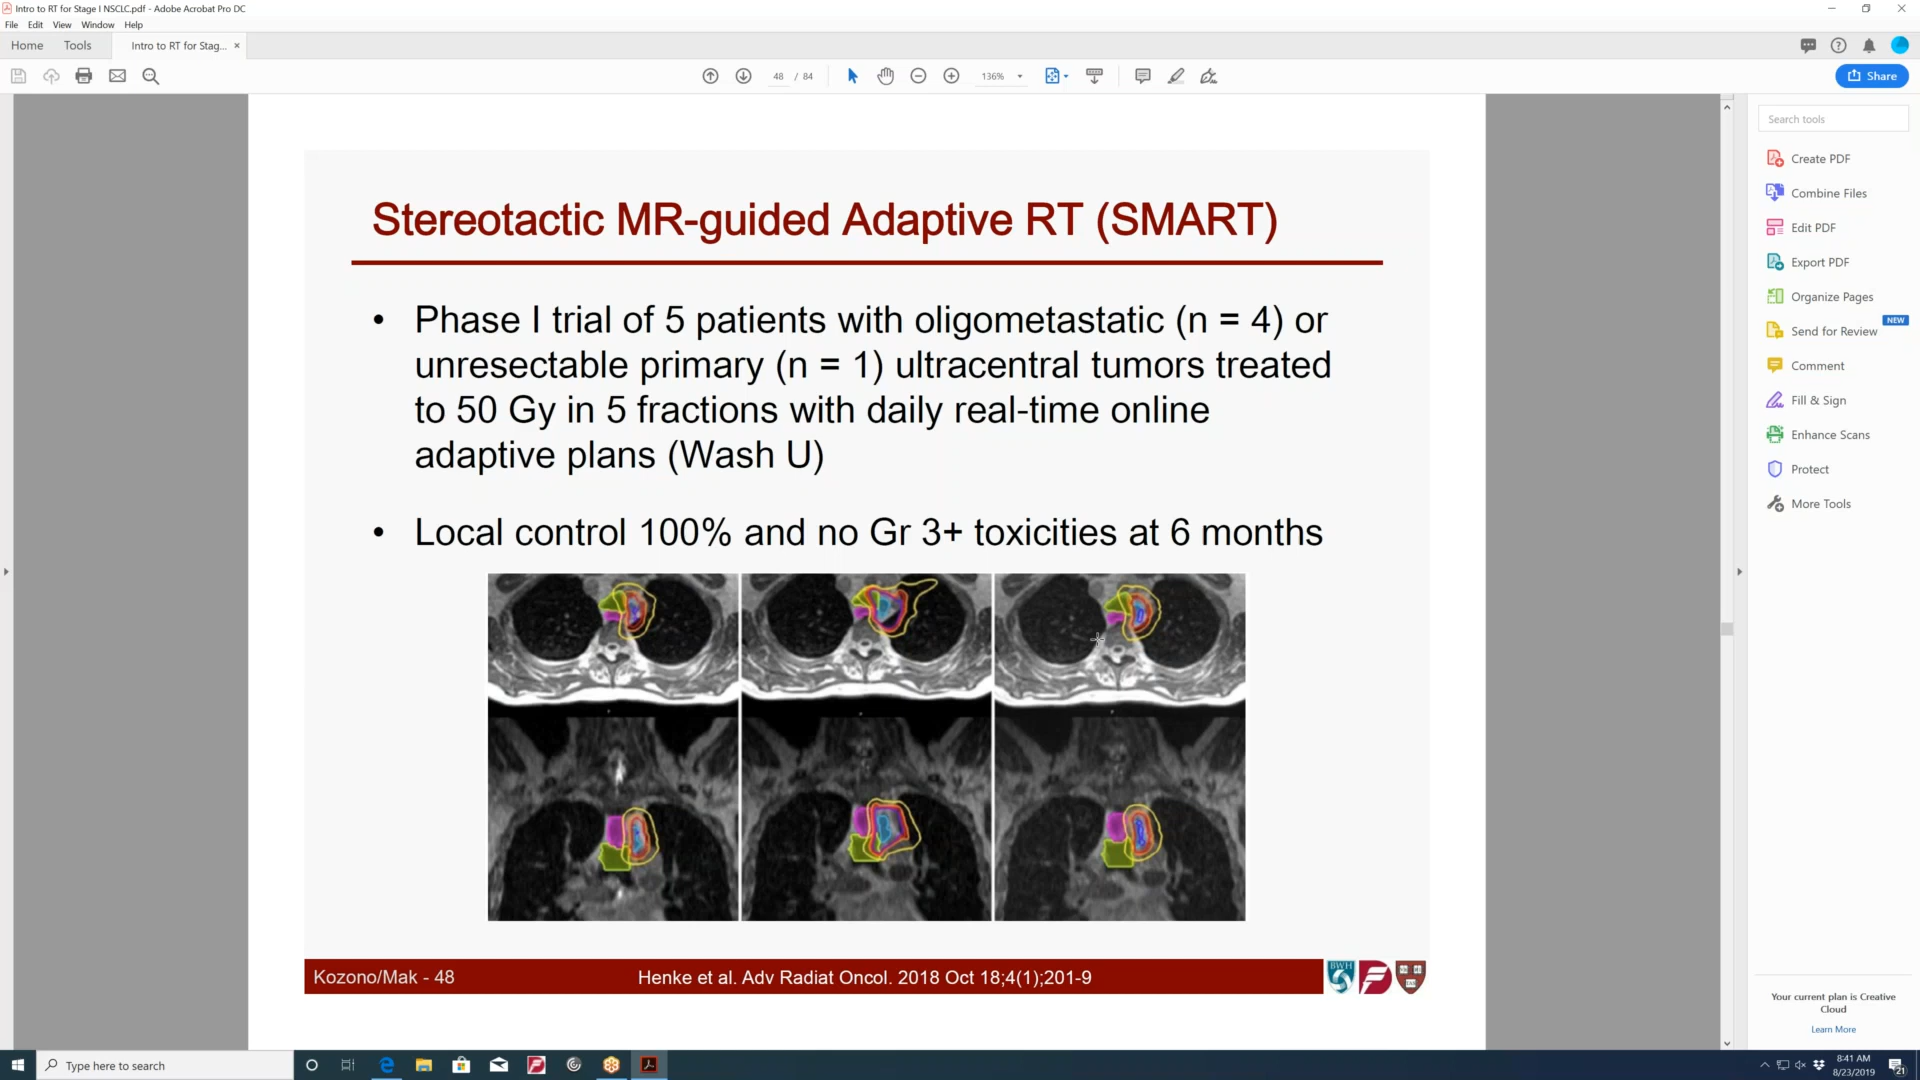 Intro to RT for Stage I NSCLC.pdf - Adobe Acrobat Pro DC
File Edit View Window Help
Home Tools Intro to RT for Stag... ×
48 / 84 136%
Share
Search tools
Create PDF
Combine Files
Edit PDF
Export PDF
Organize Pages
NEW
Send for Review
Comment
Fill & Sign
Enhance Scans
Protect
More Tools
Your current plan is Creative
Cloud
Learn More
Stereotactic MR-guided Adaptive RT (SMART)
• Phase I trial of 5 patients with oligometastatic (n = 4) or
unresectable primary (n = 1) ultracentral tumors treated
to 50 Gy in 5 fractions with daily real-time online
adaptive plans (Wash U)
• Local control 100% and no Gr 3+ toxicities at 6 months
Kozono/Mak - 48 Henke et al. Adv Radiat Oncol. 2018 Oct 18;4(1);201-9
BWH
Type here to search
8:41 AM
8/23/2019
21